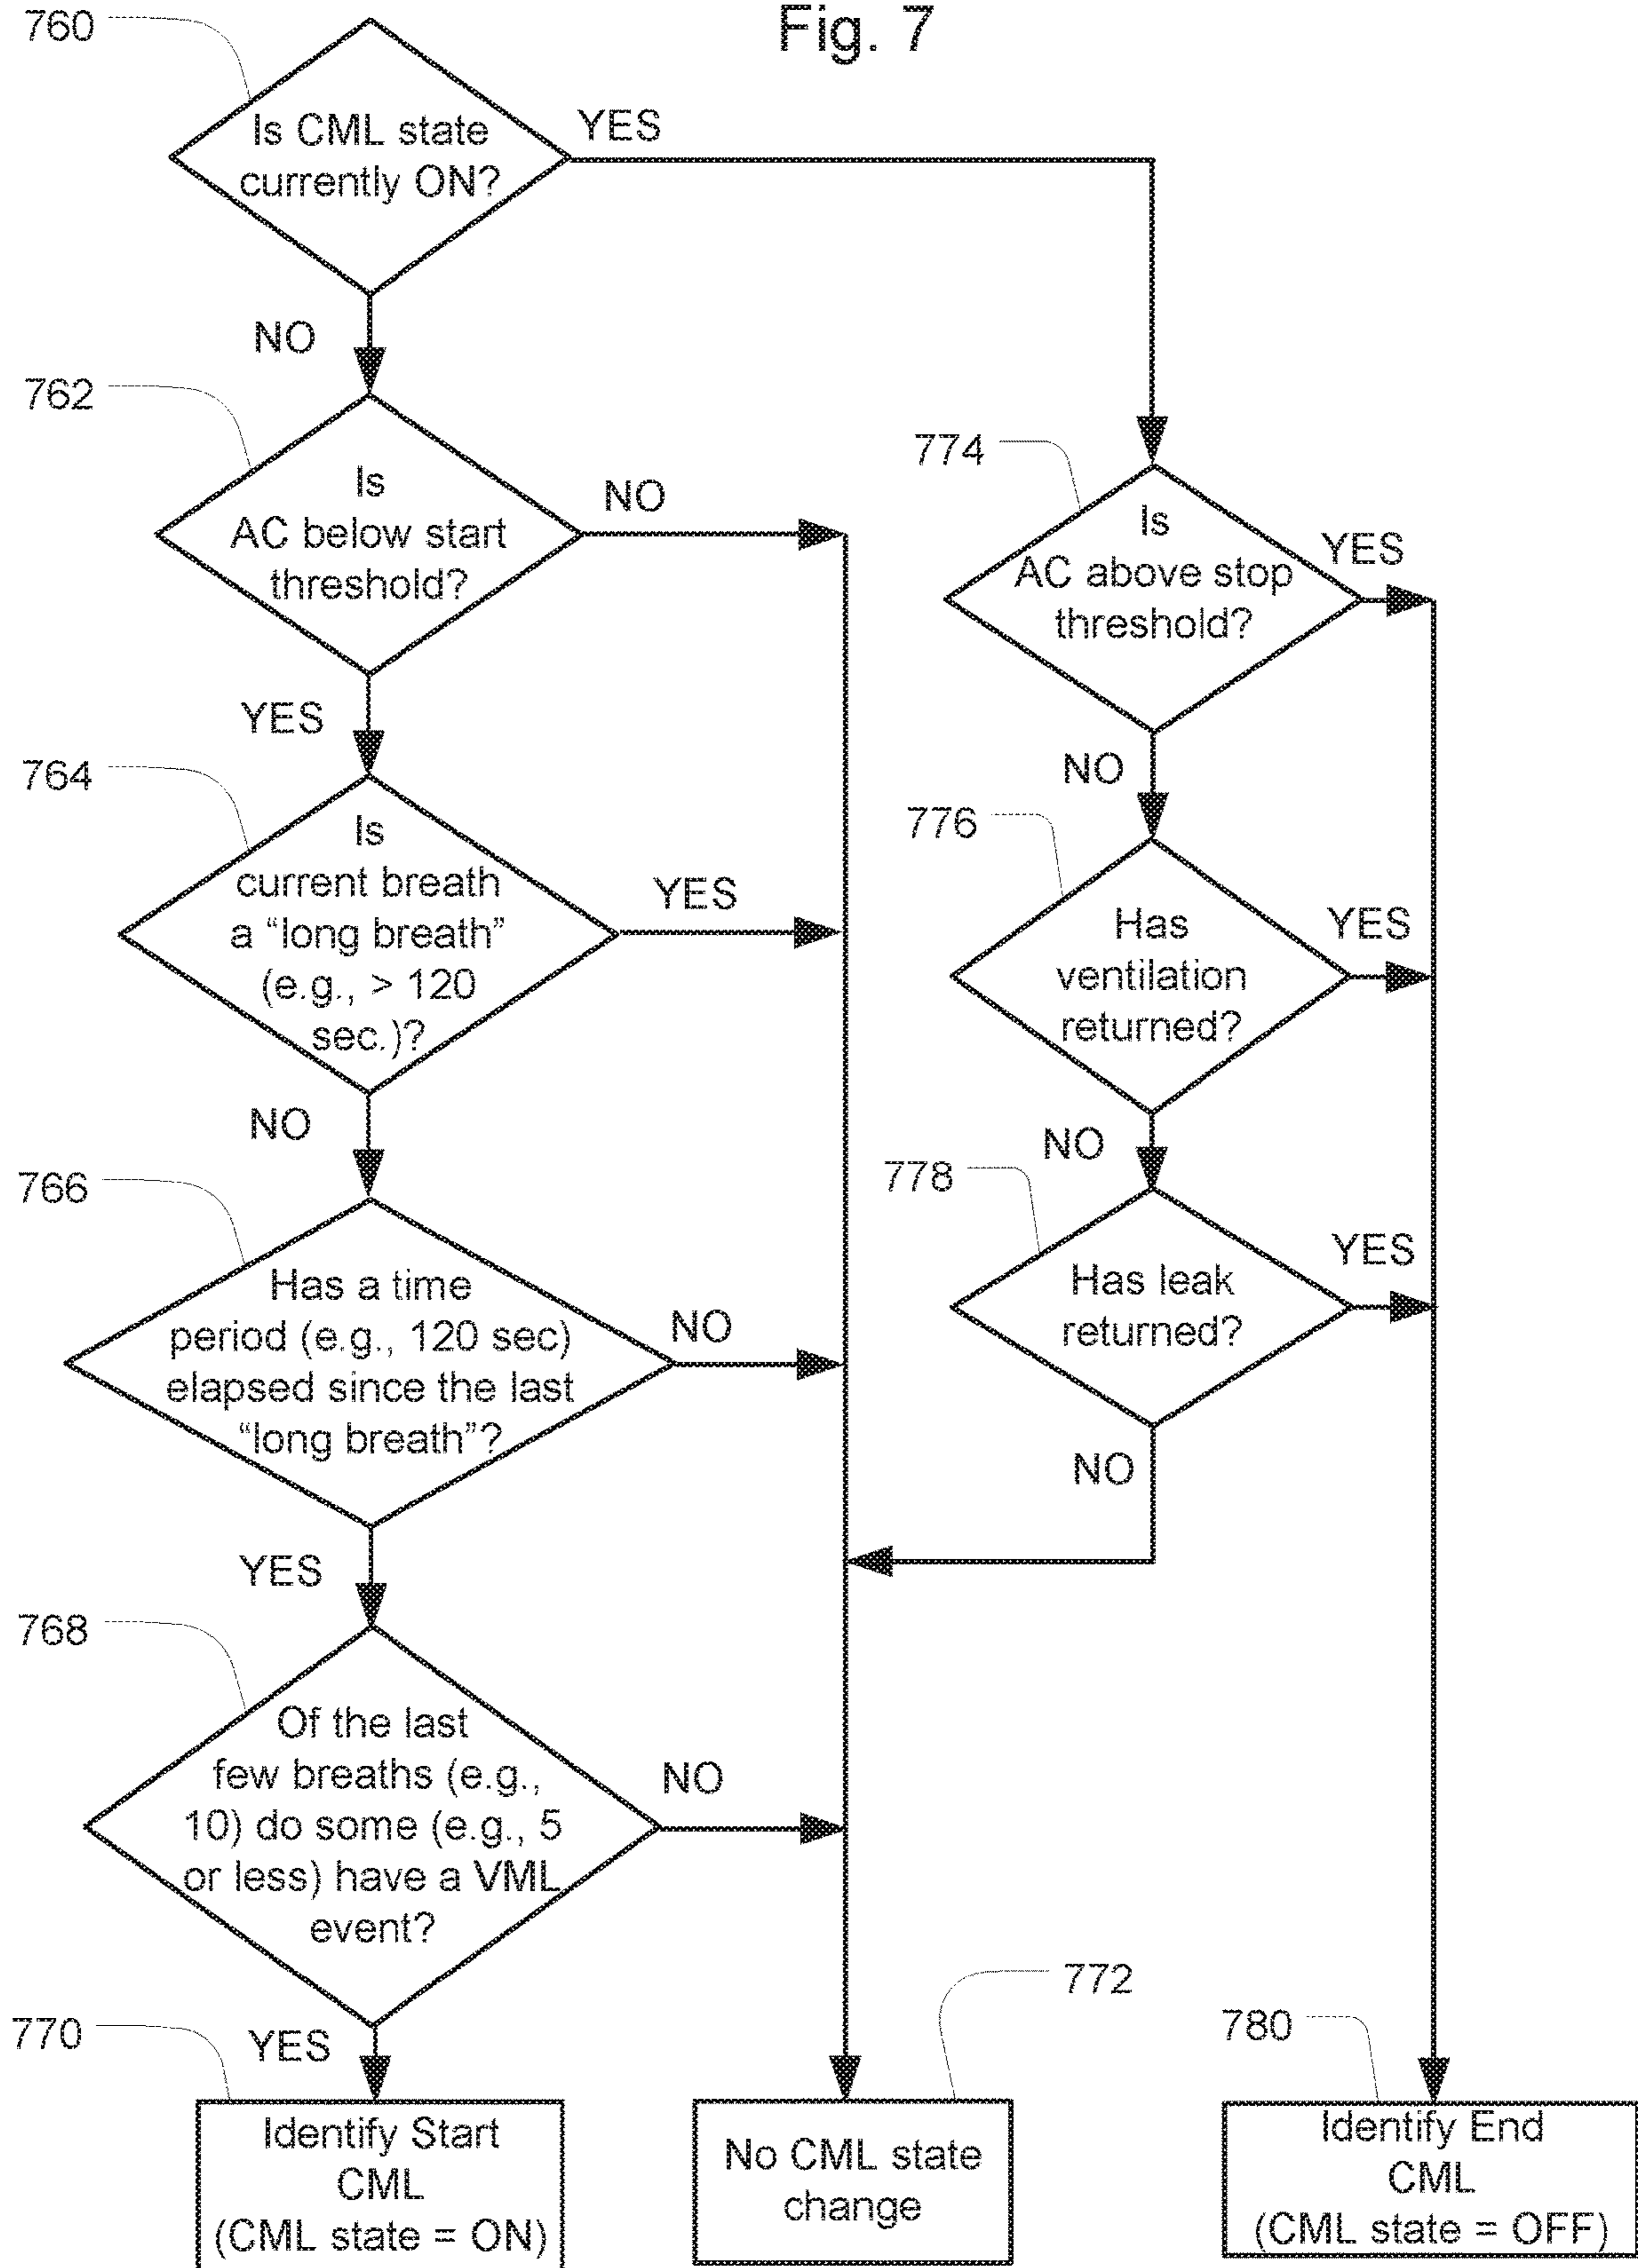 Fig. 7
760
Is CML state
currently ON?
YES
NO
762
Is
AC below start
threshold?
NO
YES
774
Is
AC above stop
threshold?
YES
NO
764
Is
current breath
a “long breath”
(e.g., > 120
sec.)?
YES
NO
776
Has
ventilation
returned?
YES
NO
766
Has a time
period (e.g., 120 sec)
elapsed since the last
“long breath”?
NO
YES
778
Has leak
returned?
YES
NO
768
Of the last
few breaths (e.g.,
10) do some (e.g., 5
or less) have a VML
event?
NO
YES
770
Identify Start
CML
(CML state = ON)
772
No CML state
change
780
Identify End
CML
(CML state = OFF)